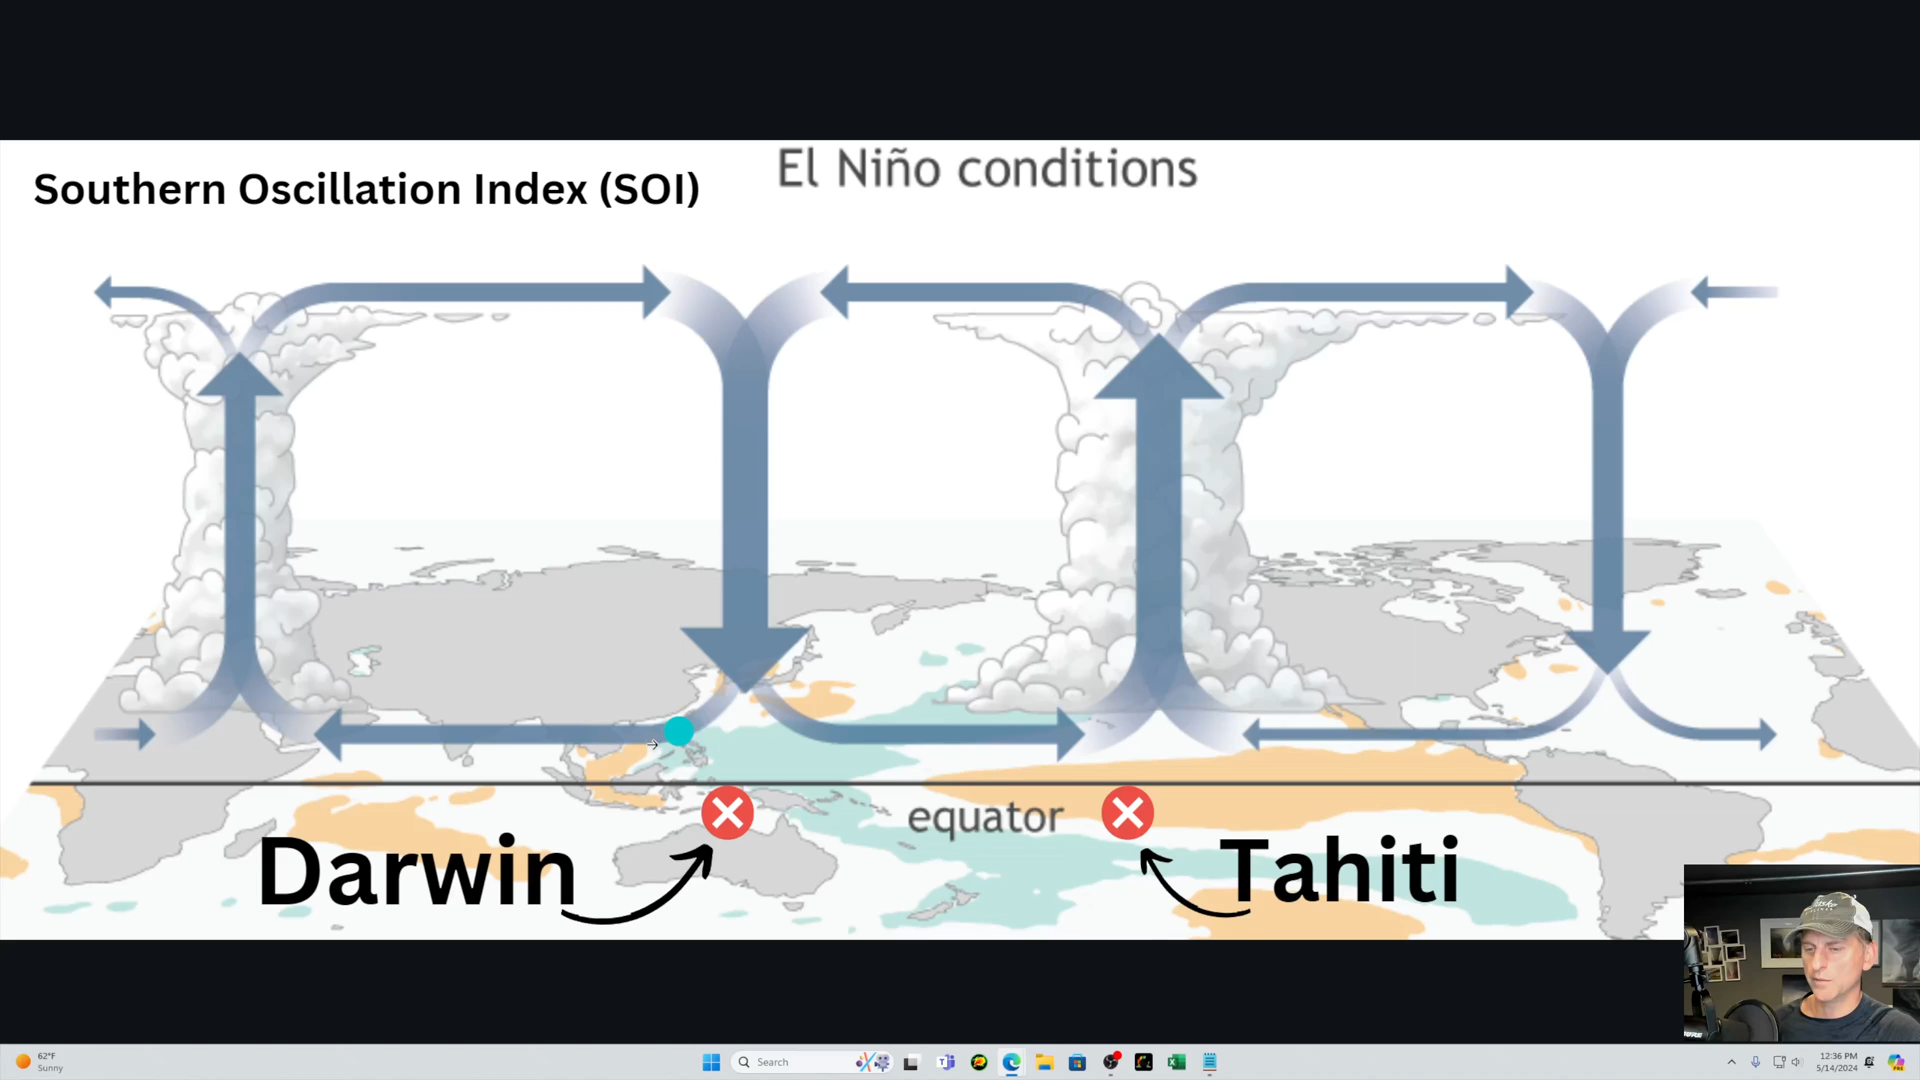 El Niño conditions
Southern Oscillation Index (SOI)
equator
Darwin
Tahiti
62°F
Sunny
Search
12:36 PM
5/14/2024